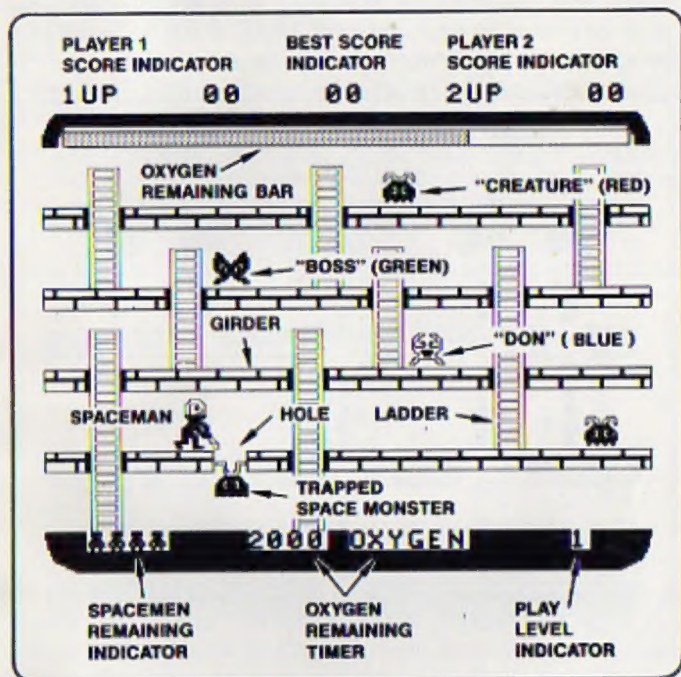 PLAYER 1 SCORE INDICATOR
BEST SCORE INDICATOR
PLAYER 2 SCORE INDICATOR
1UP 00 00 2UP 00
OXYGEN
REMAINING BAR
"CREATURE" (RED)
"BOSS" (GREEN)
GIRDER
"DON" ( BLUE )
SPACEMAN
HOLE
LADDER
TRAPPED
SPACE MONSTER
2000 OXYGEN 1
SPACEMEN
REMAINING
INDICATOR
OXYGEN
REMAINING
TIMER
PLAY
LEVEL
INDICATOR